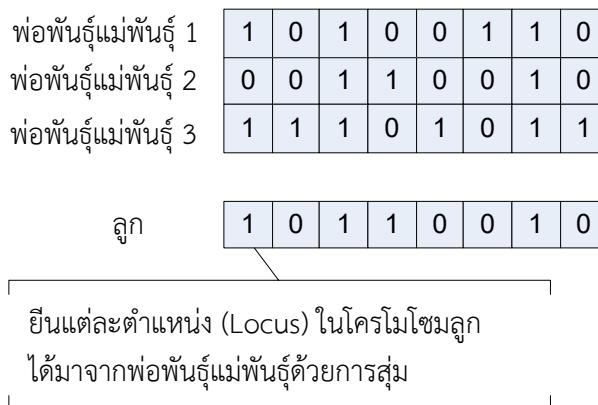 พ่อพันธุ์แม่พันธุ์ 1 1 0 1 0 0 1 1 0
พ่อพันธุ์แม่พันธุ์ 2 0 0 1 1 0 0 1 0
พ่อพันธุ์แม่พันธุ์ 3 1 1 1 0 1 0 1 1
ลูก 1 0 1 1 0 0 1 0
ยีนแต่ละตำแหน่ง (Locus) ในโครโมโซมลูก
ได้มาจากพ่อพันธุ์แม่พันธุ์ด้วยการสุ่ม